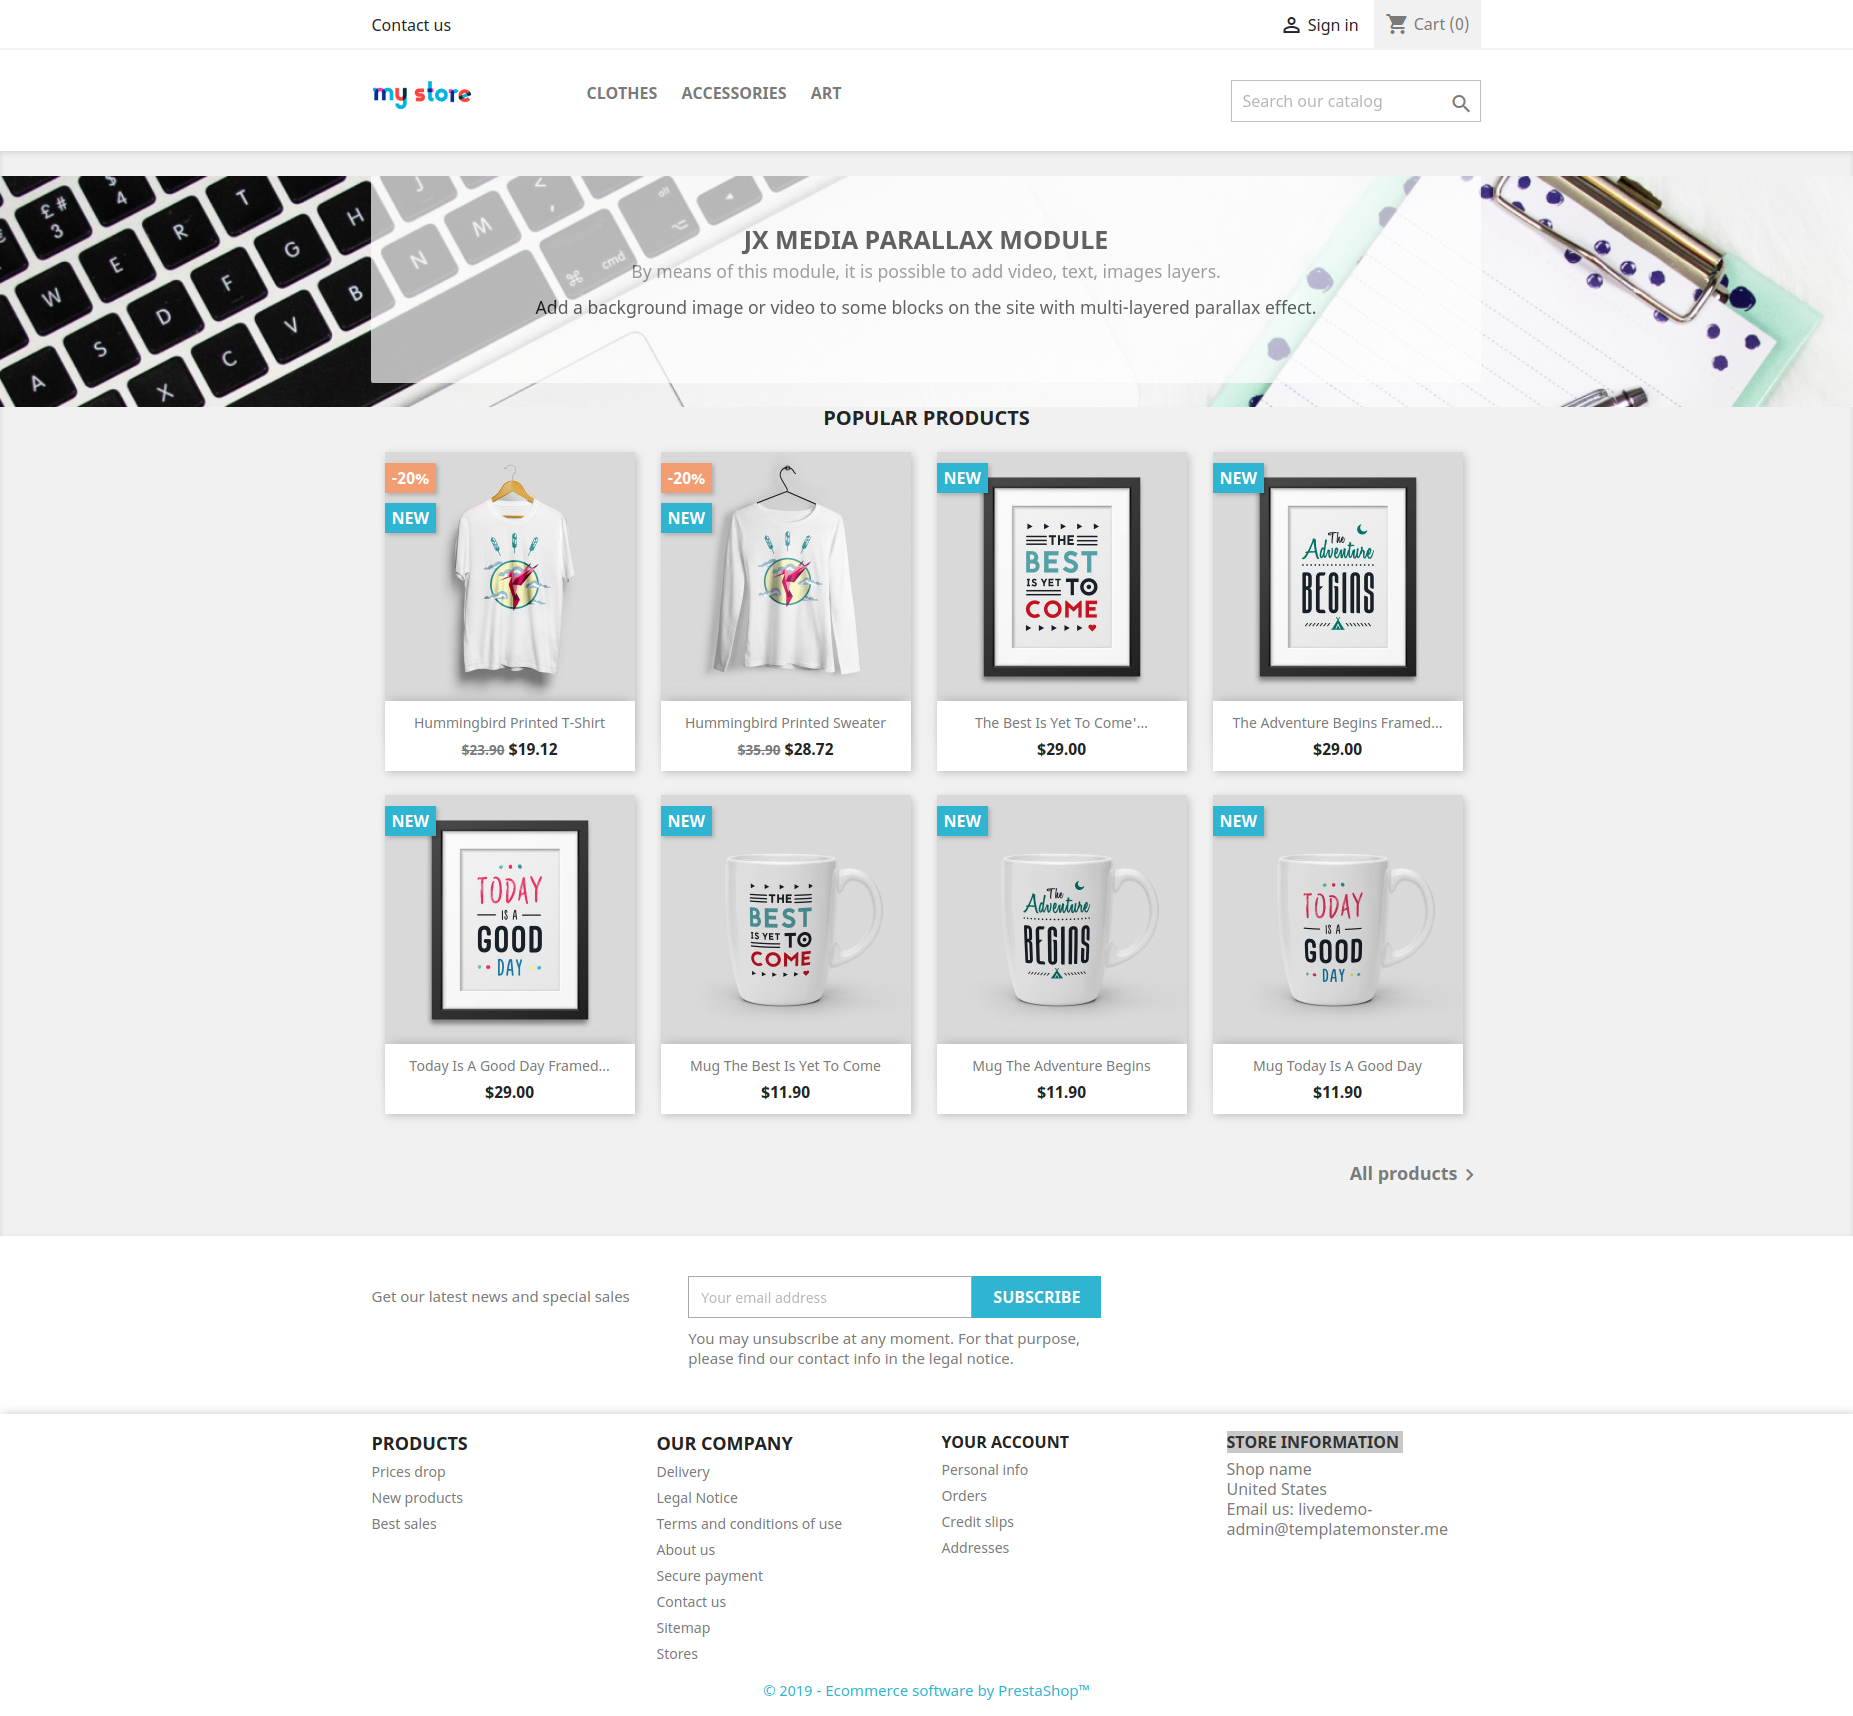 Contact us
Sign in
Cart (0)
my store
CLOTHES ACCESSORIES ART
Search our catalog
£ # 3
$ 4
R
T
E
W
H
G
F
D
S
A
B
V
C
X
J
N
M
<
,
alt
cmd
JX MEDIA PARALLAX MODULE
By means of this module, it is possible to add video, text, images layers.
Add a background image or video to some blocks on the site with multi-layered parallax effect.
POPULAR PRODUCTS
-20%
NEW
Hummingbird Printed T-Shirt
$23.90 $19.12
-20%
NEW
Hummingbird Printed Sweater
$35.90 $28.72
NEW
THE
BEST
IS YET TO
COME
The Best Is Yet To Come'...
$29.00
NEW
The
Adventure
BEGINS
The Adventure Begins Framed...
$29.00
NEW
TODAY
IS A
GOOD
DAY
Today Is A Good Day Framed...
$29.00
NEW
THE
BEST
IS YET TO
COME
Mug The Best Is Yet To Come
$11.90
NEW
The
Adventure
BEGINS
Mug The Adventure Begins
$11.90
NEW
TODAY
IS A
GOOD
DAY
Mug Today Is A Good Day
$11.90
All products
Get our latest news and special sales
Your email address
SUBSCRIBE
You may unsubscribe at any moment. For that purpose,
please find our contact info in the legal notice.
PRODUCTS
Prices drop
New products
Best sales
OUR COMPANY
Delivery
Legal Notice
Terms and conditions of use
About us
Secure payment
Contact us
Sitemap
Stores
YOUR ACCOUNT
Personal info
Orders
Credit slips
Addresses
STORE INFORMATION
Shop name
United States
Email us: livedemo-
admin@templatemonster.me
© 2019 - Ecommerce software by PrestaShop™